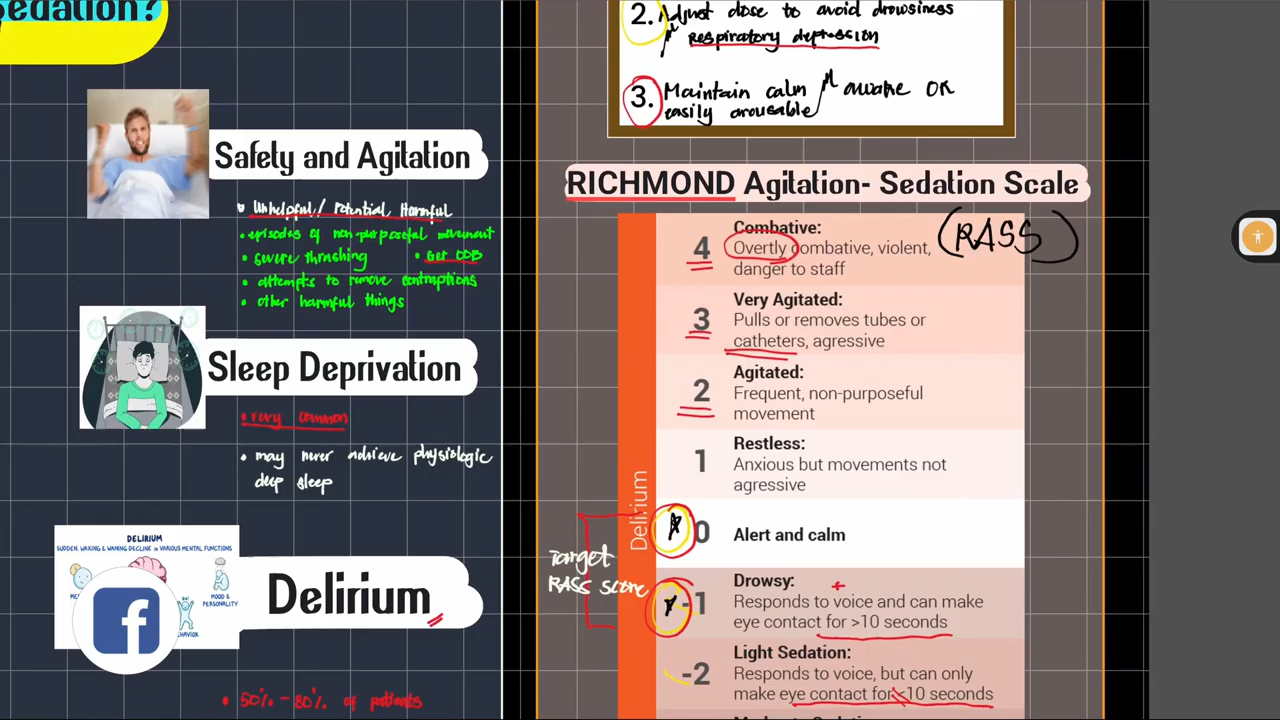 Sedation?
Safety and Agitation
• Unhelpful/ Potential Harmful
• episodes of non-purposeful movement
• severe thrashing • Get OOB
• attempts to remove contraptions
• other harmful things
Sleep Deprivation
• very common
• may never achieve physiologic
deep sleep
DELIRIUM
SUDDEN, WAXING & WANING DECLINE in VARIOUS MENTAL FUNCTIONS
MOOD &
PERSONALITY
Delirium
• 50% - 80% of patients
2. Adjust dose to avoid drowsiness
respiratory depression
3. Maintain calm aware or
easily arousable
RICHMOND Agitation- Sedation Scale
(RASS)
4 Combative:
Overtly combative, violent,
danger to staff
3 Very Agitated:
Pulls or removes tubes or
catheters, agressive
2 Agitated:
Frequent, non-purposeful
movement
1 Restless:
Anxious but movements not
agressive
Delirium
0 Alert and calm
Target
RASS Score
-1 Drowsy:
Responds to voice and can make
eye contact for >10 seconds
-2 Light Sedation:
Responds to voice, but can only
make eye contact for <10 seconds